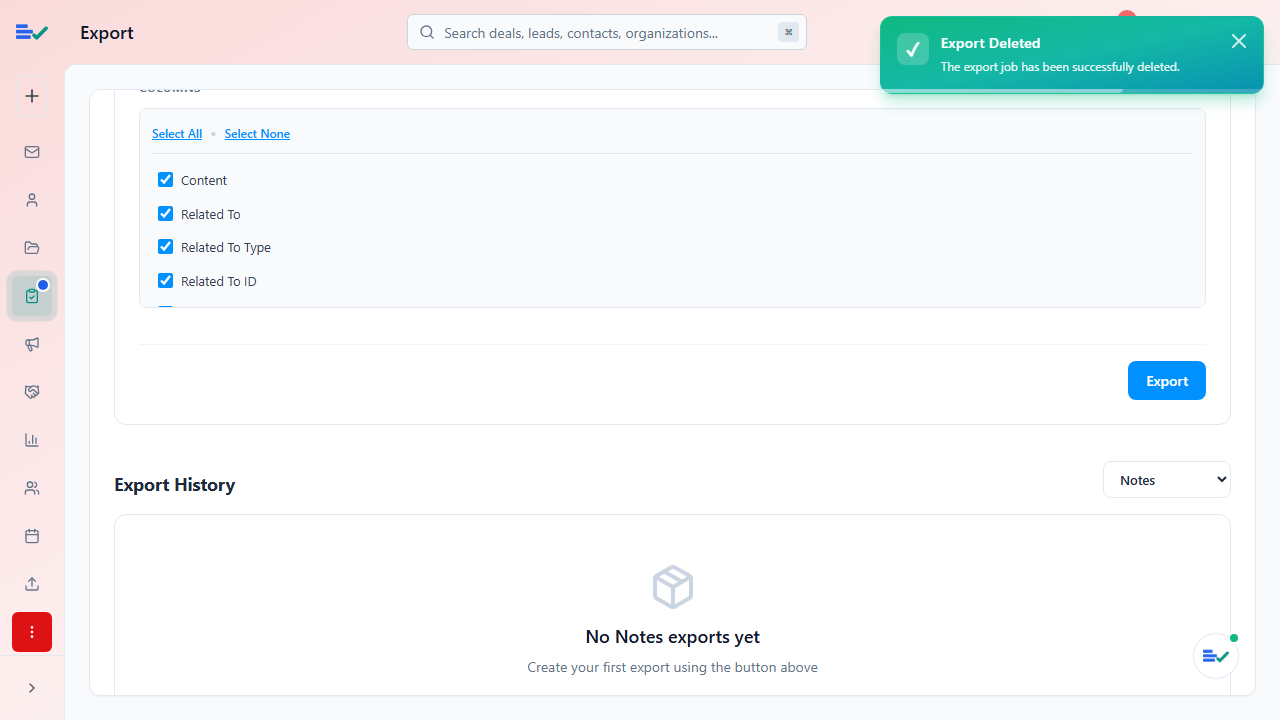 Export
Search deals, leads, contacts, organizations...
⌘
Export Deleted
The export job has been successfully deleted.
COLUMNS
Select All • Select None
Content
Related To
Related To Type
Related To ID
Export
Export History
Notes
No Notes exports yet
Create your first export using the button above